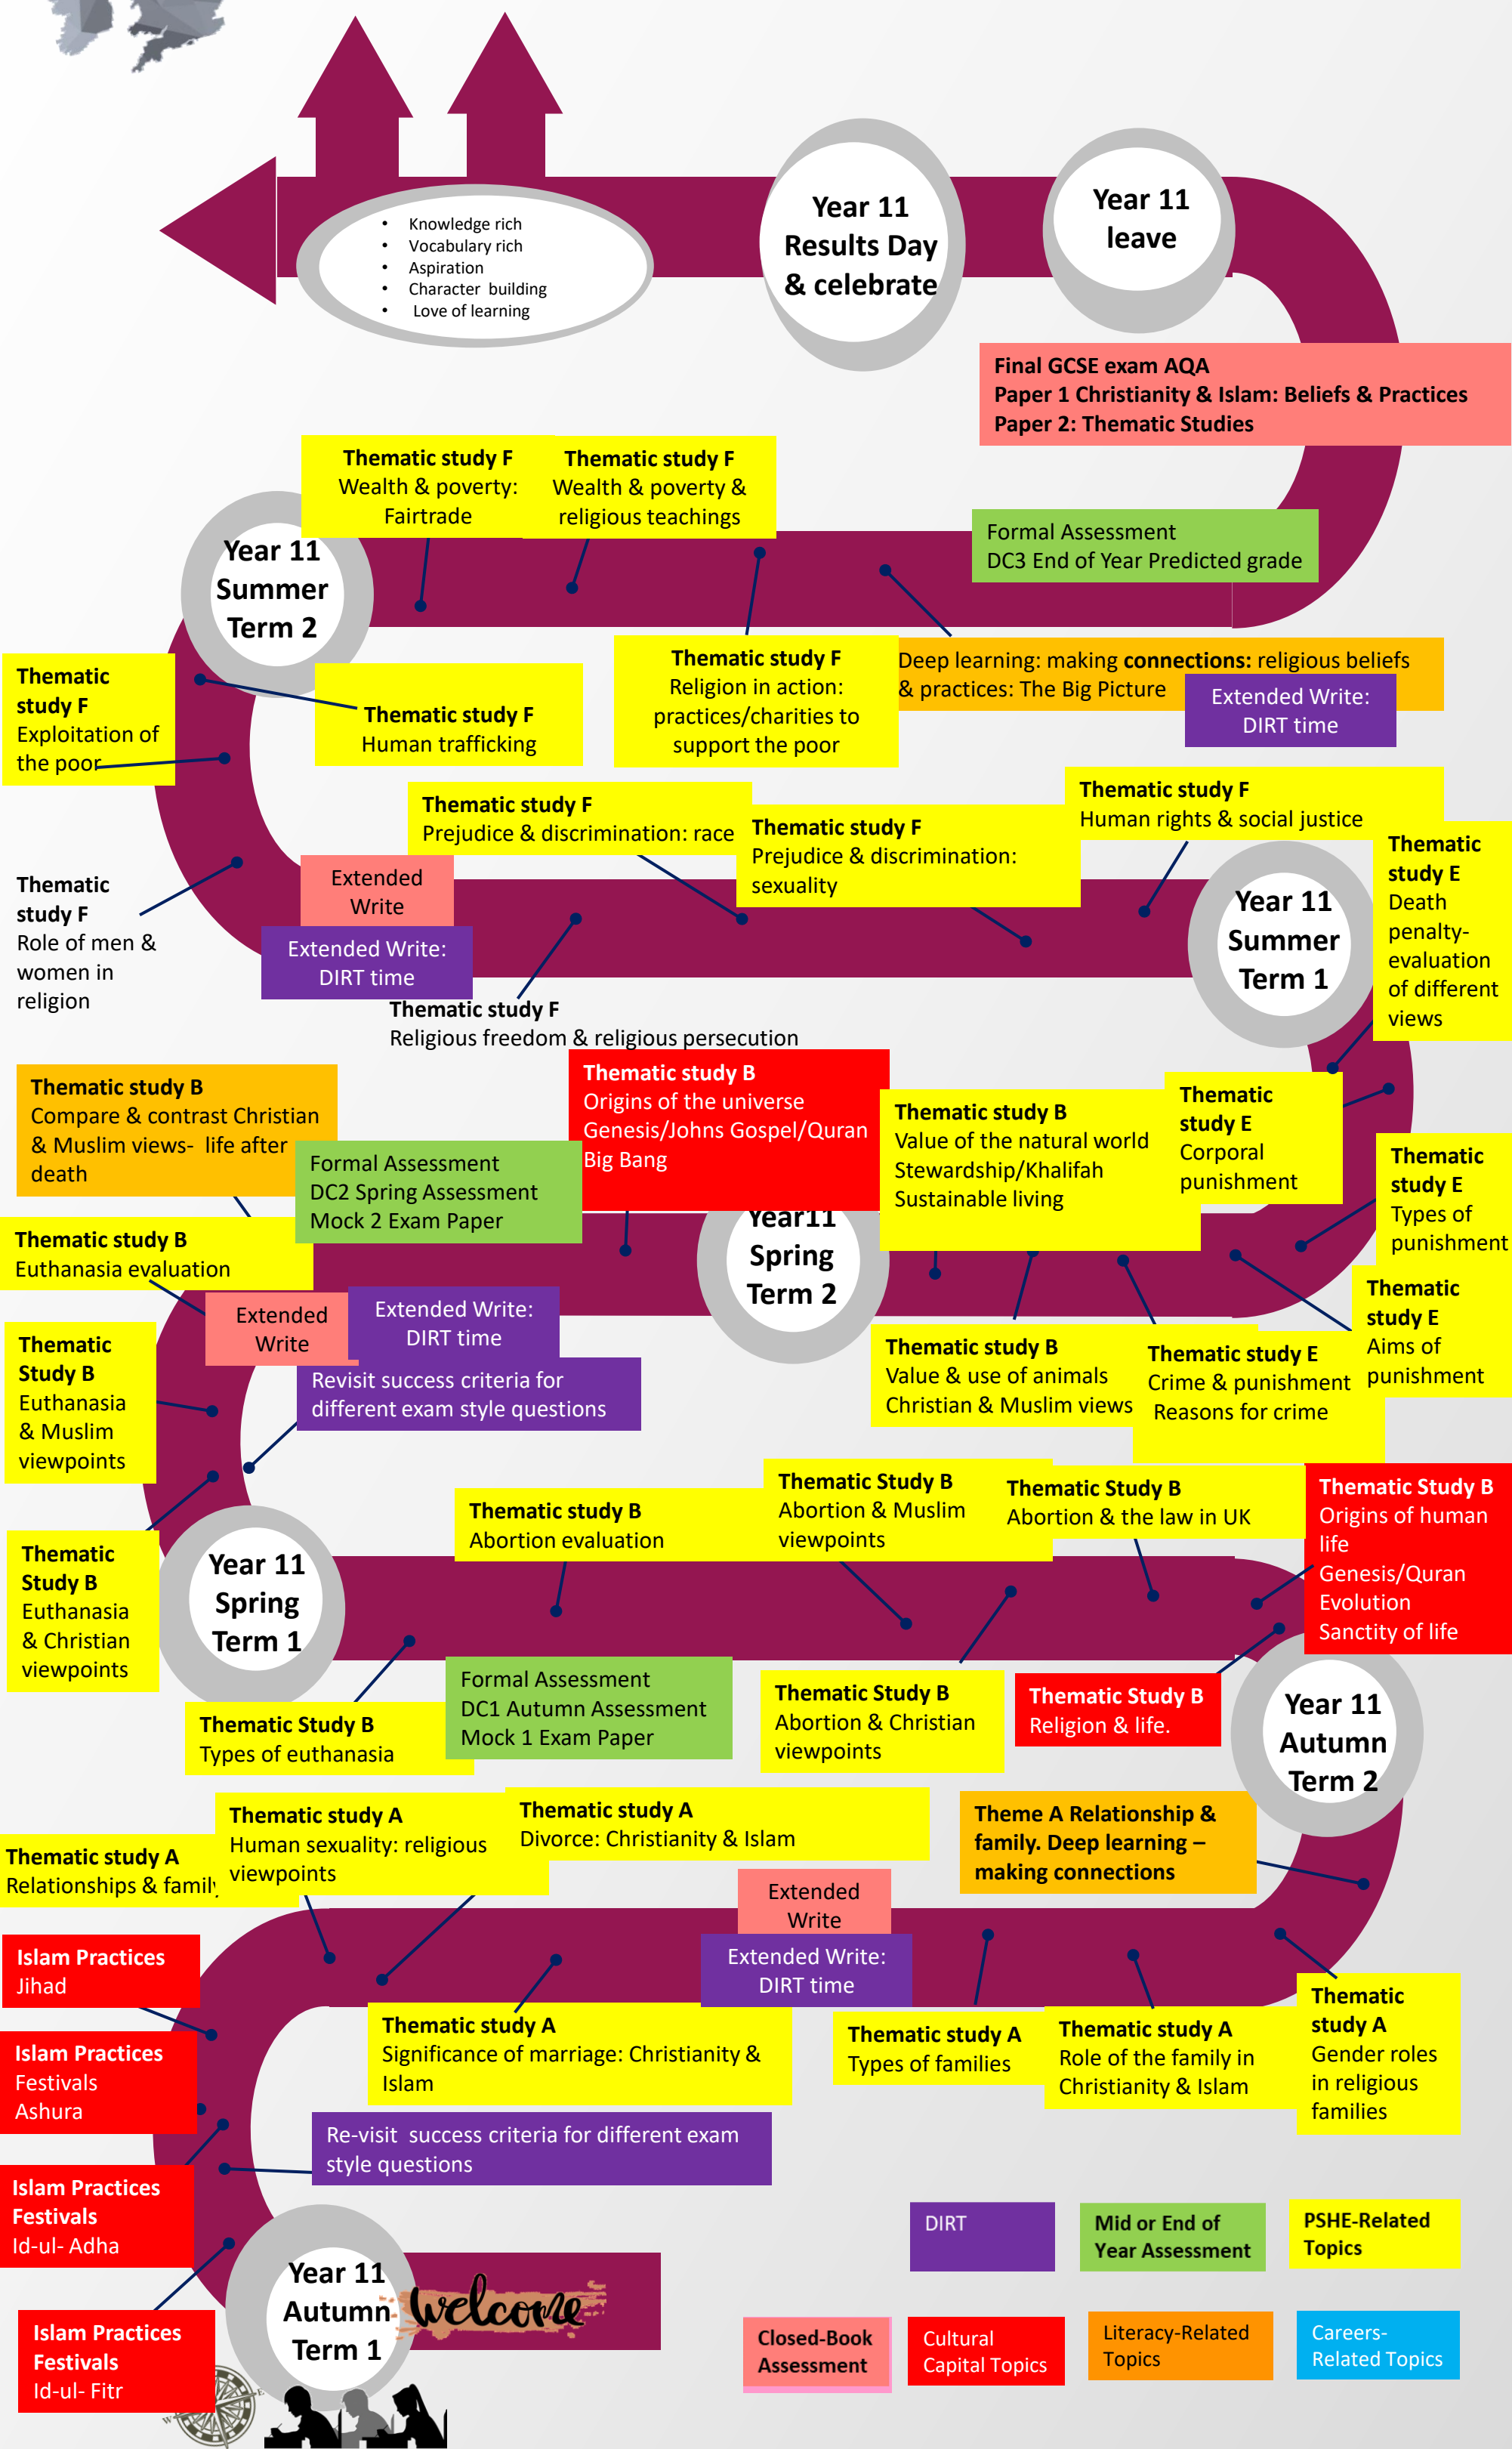 Knowledge rich
Vocabulary rich
Aspiration
Character building
Love of learning
Year 11
Results Day
& celebrate
Year 11
leave
Final GCSE exam AQA
Paper 1 Christianity & Islam: Beliefs & Practices
Paper 2: Thematic Studies
Thematic study F
Wealth & poverty:
Fairtrade
Thematic study F
Wealth & poverty &
religious teachings
Formal Assessment
DC3 End of Year Predicted grade
Year 11
Summer
Term 2
Thematic
study F
Exploitation of
the poor
Thematic study F
Human trafficking
Thematic study F
Religion in action:
practices/charities to
support the poor
Deep learning: making connections: religious beliefs
& practices: The Big Picture
Extended Write:
DIRT time
Thematic study F
Prejudice & discrimination: race
Thematic study F
Prejudice & discrimination:
sexuality
Thematic study F
Human rights & social justice
Thematic
study E
Death
penalty-
evaluation
of different
views
Thematic
study F
Role of men &
women in
religion
Extended
Write
Extended Write:
DIRT time
Year 11
Summer
Term 1
Thematic study F
Religious freedom & religious persecution
Thematic study B
Compare & contrast Christian
& Muslim views- life after
death
Formal Assessment
DC2 Spring Assessment
Mock 2 Exam Paper
Thematic study B
Origins of the universe
Genesis/Johns Gospel/Quran
Big Bang
Thematic study B
Value of the natural world
Stewardship/Khalifah
Sustainable living
Thematic
study E
Corporal
punishment
Thematic
study E
Types of
punishment
Thematic study B
Euthanasia evaluation
Year11
Spring
Term 2
Extended
Write
Extended Write:
DIRT time
Thematic
study E
Aims of
punishment
Thematic
Study B
Euthanasia
& Muslim
viewpoints
Revisit success criteria for
different exam style questions
Thematic study B
Value & use of animals
Christian & Muslim views
Thematic study E
Crime & punishment
Reasons for crime
Thematic study B
Abortion evaluation
Thematic Study B
Abortion & Muslim
viewpoints
Thematic Study B
Abortion & the law in UK
Thematic Study B
Origins of human
life
Genesis/Quran
Evolution
Sanctity of life
Thematic
Study B
Euthanasia
& Christian
viewpoints
Year 11
Spring
Term 1
Thematic Study B
Types of euthanasia
Formal Assessment
DC1 Autumn Assessment
Mock 1 Exam Paper
Thematic Study B
Abortion & Christian
viewpoints
Thematic Study B
Religion & life.
Year 11
Autumn
Term 2
Thematic study A
Relationships & family
Thematic study A
Human sexuality: religious
viewpoints
Thematic study A
Divorce: Christianity & Islam
Theme A Relationship &
family. Deep learning –
making connections
Extended
Write
Extended Write:
DIRT time
Islam Practices
Jihad
Thematic study A
Significance of marriage: Christianity &
Islam
Thematic study A
Types of families
Thematic study A
Role of the family in
Christianity & Islam
Thematic
study A
Gender roles
in religious
families
Islam Practices
Festivals
Ashura
Re-visit success criteria for different exam
style questions
Islam Practices
Festivals
Id-ul- Adha
DIRT
Mid or End of
Year Assessment
PSHE-Related
Topics
Year 11
Autumn
Term 1
welcome
Islam Practices
Festivals
Id-ul- Fitr
Closed-Book
Assessment
Cultural
Capital Topics
Literacy-Related
Topics
Careers-
Related Topics
W
E